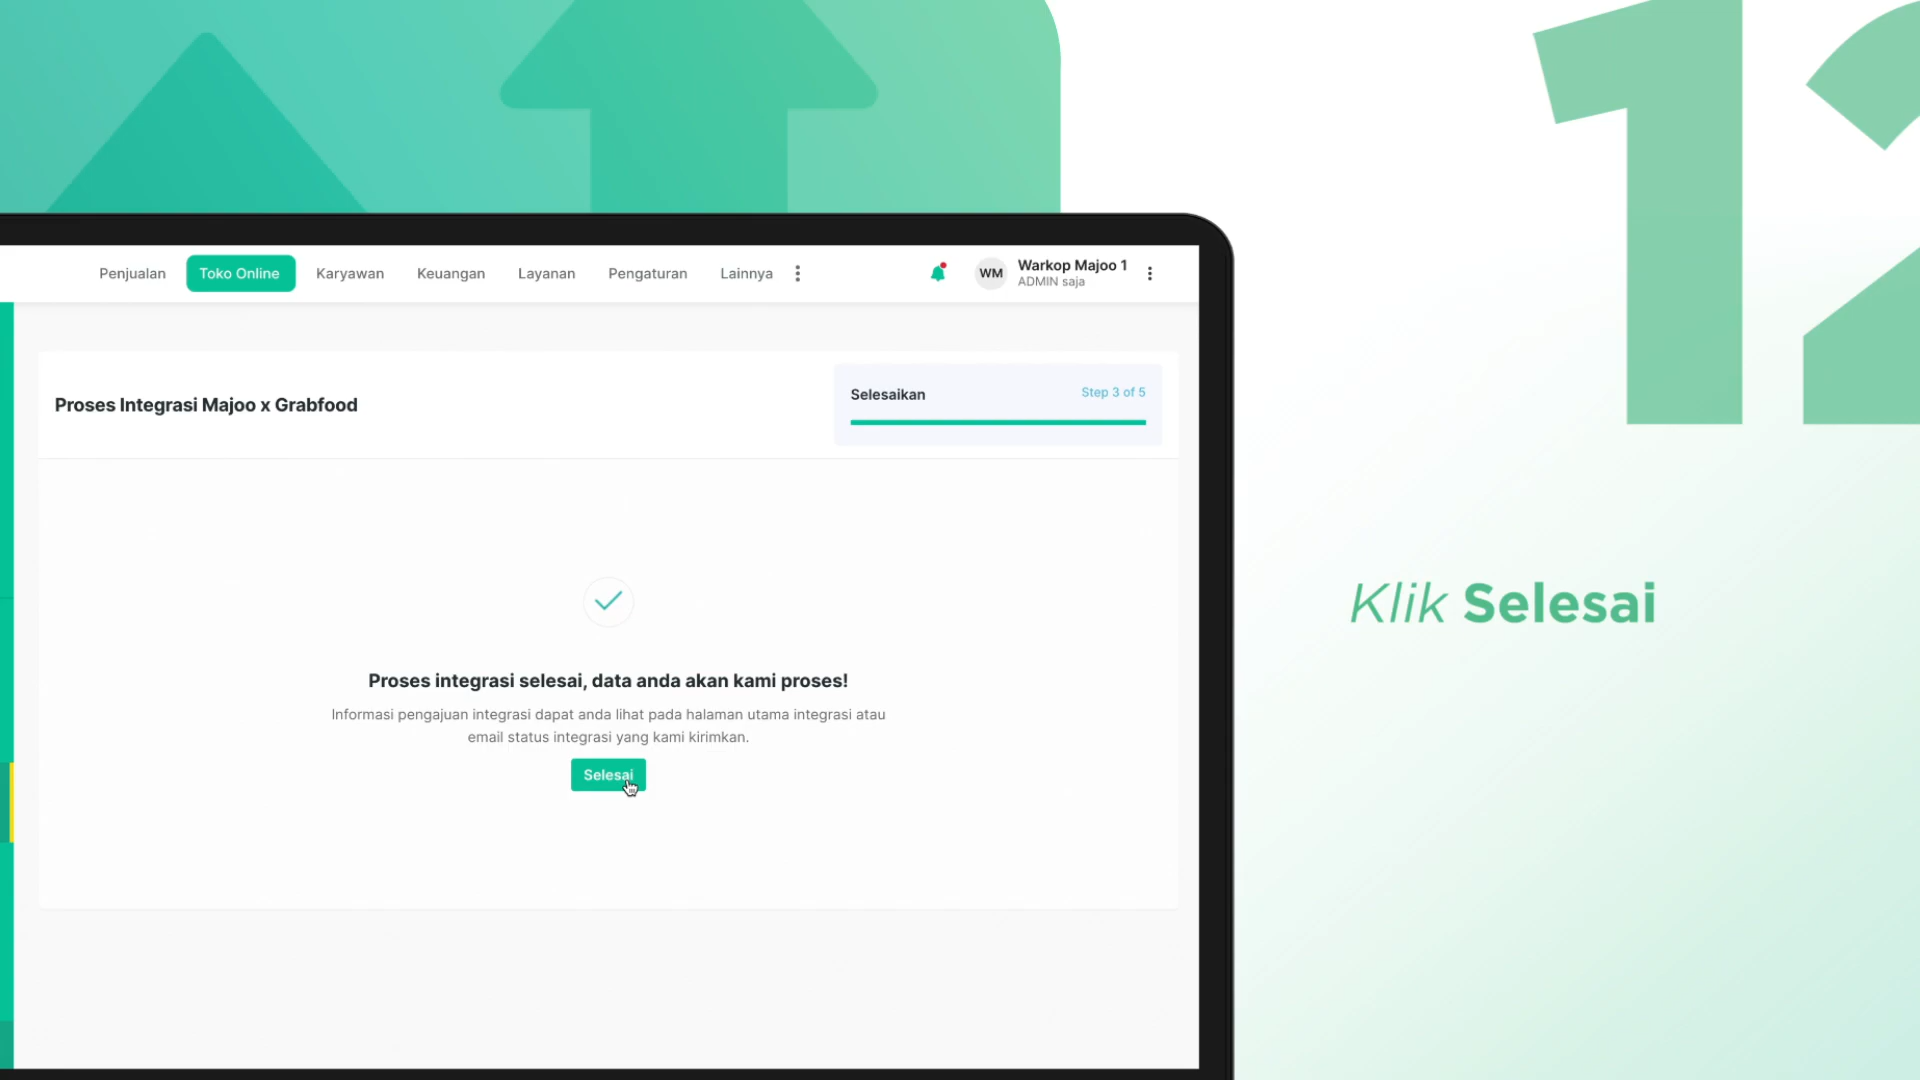 12
Penjualan Toko Online Karyawan Keuangan Layanan Pengaturan Lainnya WM Warkop Majoo 1
ADMIN saja
Proses Integrasi Majoo x Grabfood
Selesaikan Step 3 of 5
Proses integrasi selesai, data anda akan kami proses!
Informasi pengajuan integrasi dapat anda lihat pada halaman utama integrasi atau
email status integrasi yang kami kirimkan.
Selesai
Klik Selesai